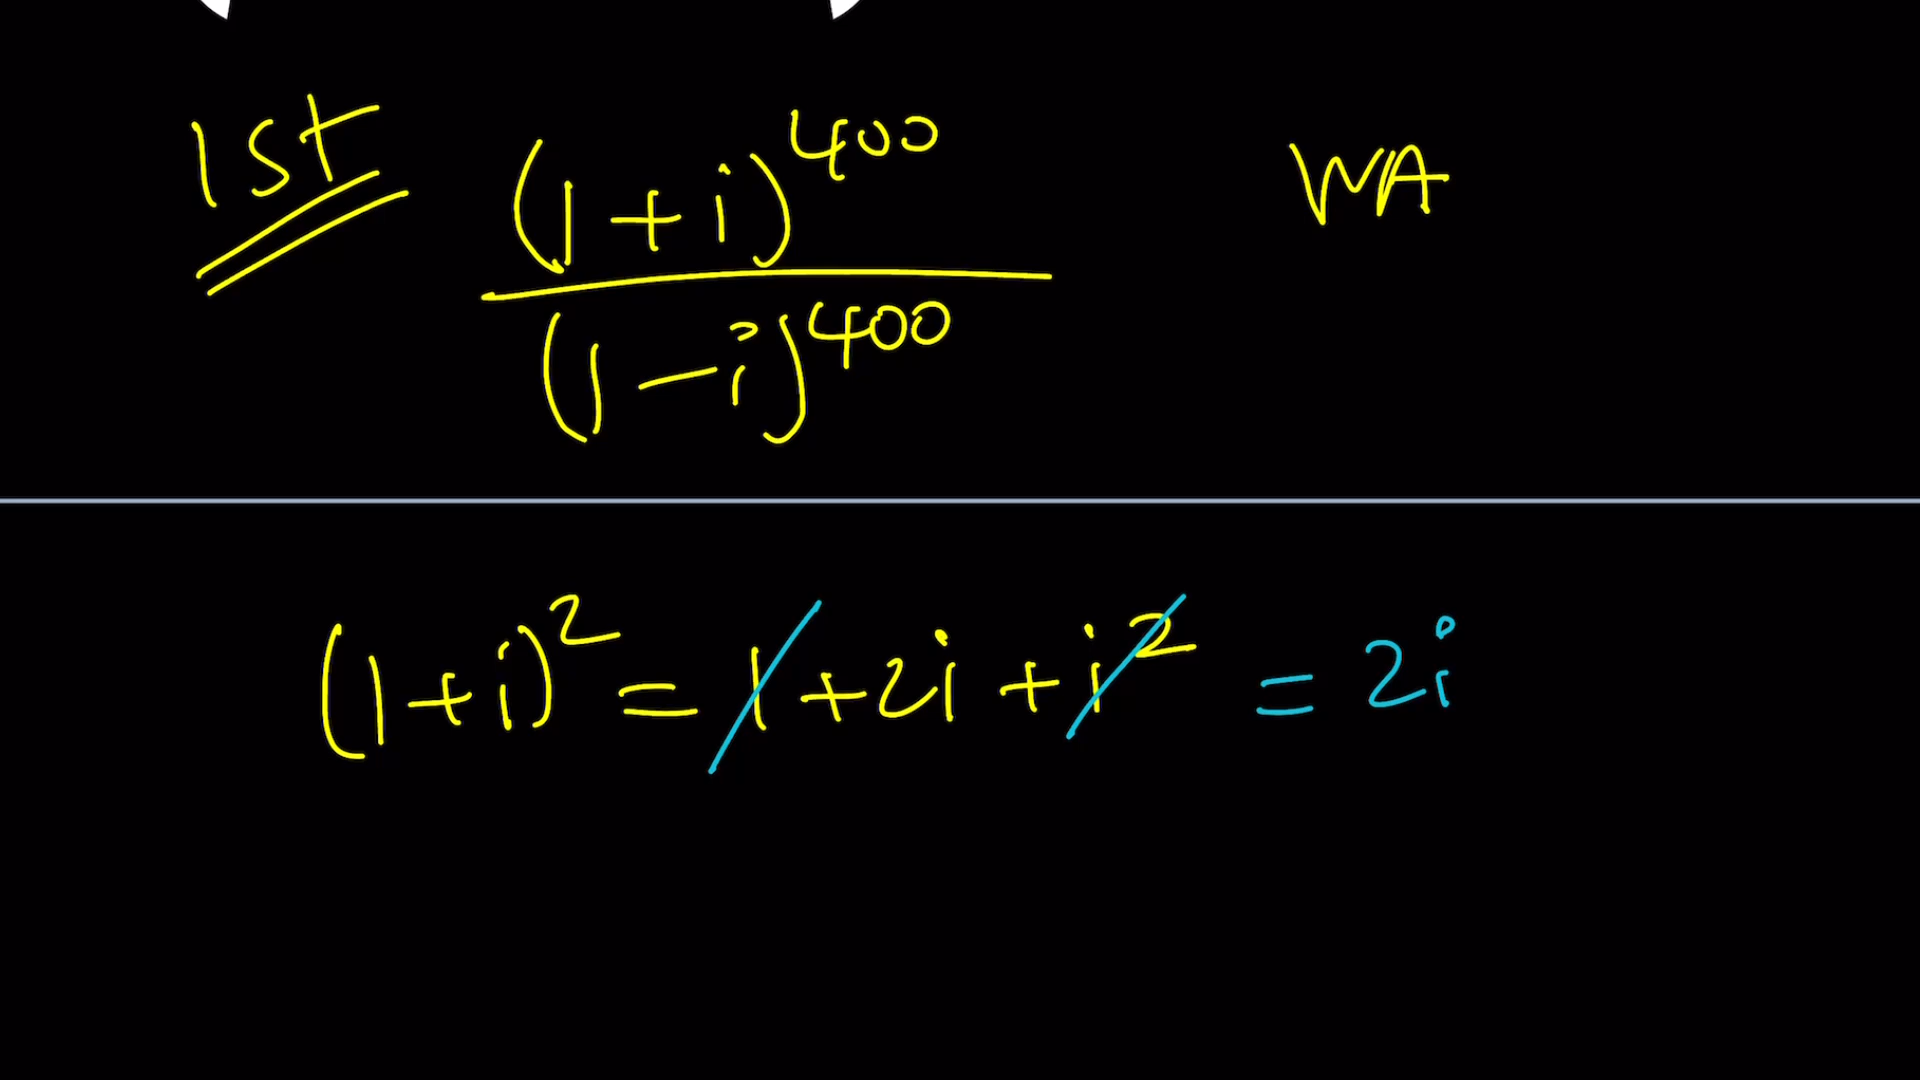 1st (1+i)^400 WA
(1-i)^400
(1+i)^2 = 1 + 2i + i^2 = 2i